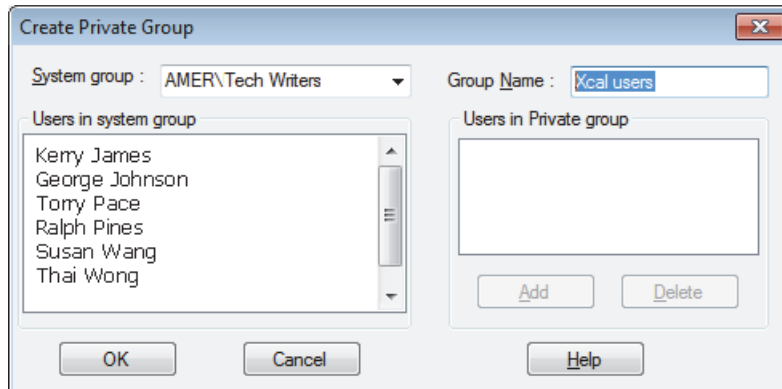 Create Private Group
System group : AMER\Tech Writers
Group Name : Xcal users
Users in system group
Kerry James
George Johnson
Torry Pace
Ralph Pines
Susan Wang
Thai Wong
Users in Private group
Add Delete
OK Cancel Help